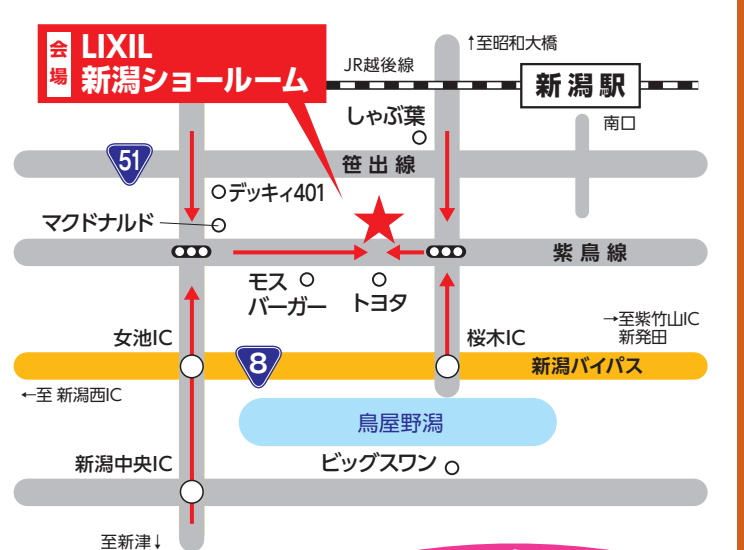 会場
LIXIL
新潟ショールーム
↑至昭和大橋
JR越後線
新潟駅
南口
しゃぶ葉
51
笹出線
デッキィ401
マクドナルド
紫鳥線
モス
バーガー
トヨタ
→至紫竹山IC
新発田
女池IC
8
桜木IC
新潟バイパス
←至 新潟西IC
鳥屋野潟
新潟中央IC
ビッグスワン
至新津↓